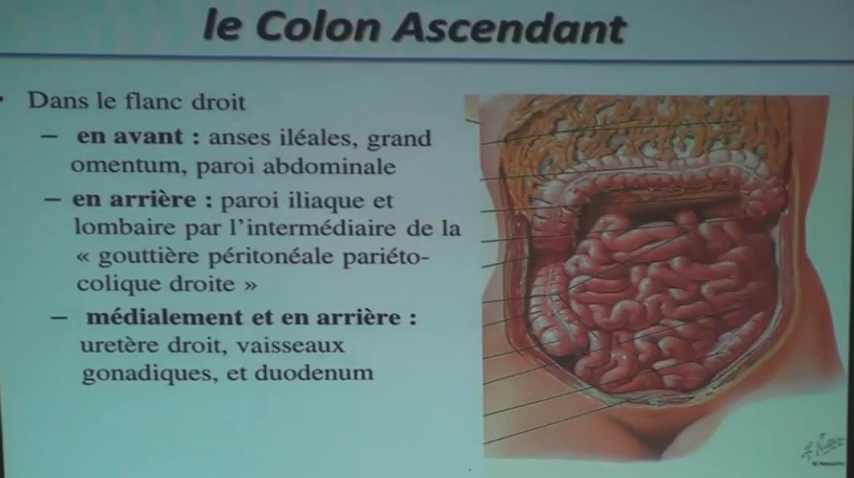 le Colon Ascendant
• Dans le flanc droit
– en avant : anses iléales, grand
omentum, paroi abdominale
– en arrière : paroi iliaque et
lombaire par l'intermédiaire de la
« gouttière péritonéale pariéto-
colique droite »
– médialement et en arrière :
uretère droit, vaisseaux
gonadiques, et duodenum